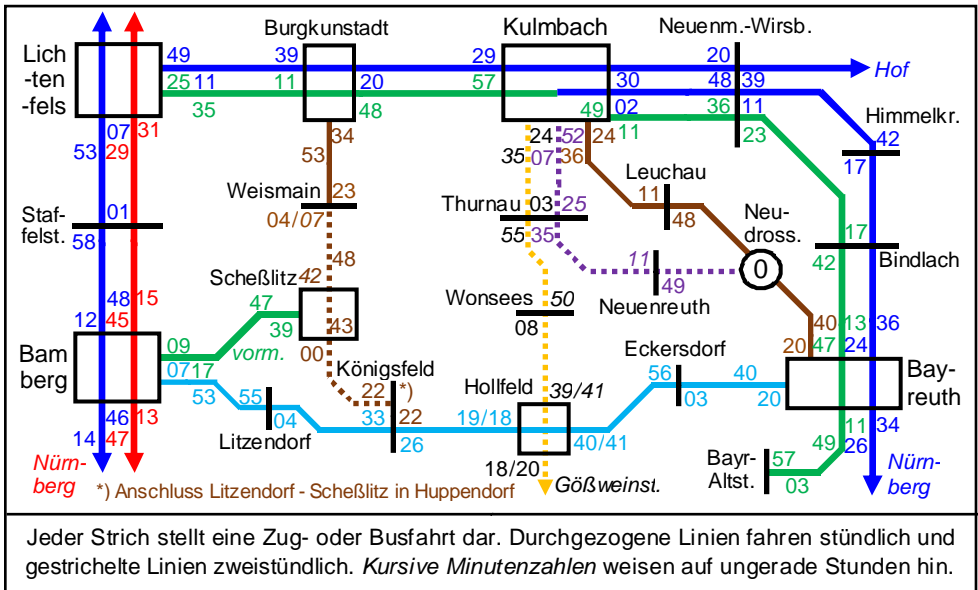 Burgkunstadt
Kulmbach
Neuenm.-Wirsb.
Lich
-ten
-fels
49
39
29
20
Hof
25 11
11
20
57
30
48 39
35
48
49 02
36 11
11
23
Himmelkr.
42
17
07 31
53 29
34
53
24 52 24
35 07 36
Leuchau
11
48
Weismain 23
04/07
Thurnau 03 25
55 35
Neu-
dross.
0
Staf-
felst.
01
58
17
42
Bindlach
48
Scheßlitz 42
11
49
Neuenreuth
48 15
12 45
47
39
vorm.
43
00
Wonsees 50
08
40 13 36
20 47 24
Bam
berg
09
07 17
53
55
04
Litzendorf
Königsfeld
22 *)
33 22
26
Hollfeld 39/41
19/18
40/41
18/20
Gößweinst.
Eckersdorf
56
03
40
20
Bay-
reuth
46 13
14 47
Nürn-
berg
11 34
49 26
57
03
Bayr-
Altst.
Nürn-
berg
*) Anschluss Litzendorf - Scheßlitz in Huppendorf
Jeder Strich stellt eine Zug- oder Busfahrt dar. Durchgezogene Linien fahren stündlich und
gestrichelte Linien zweistündlich. Kursive Minutenzahlen weisen auf ungerade Stunden hin.